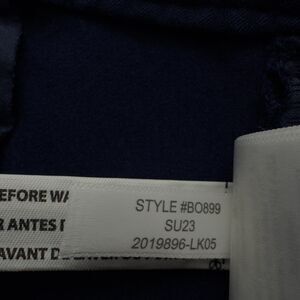 EFORE WA
STYLE #BO899
SU23
2019896-LK05
R ANTES
AVANT